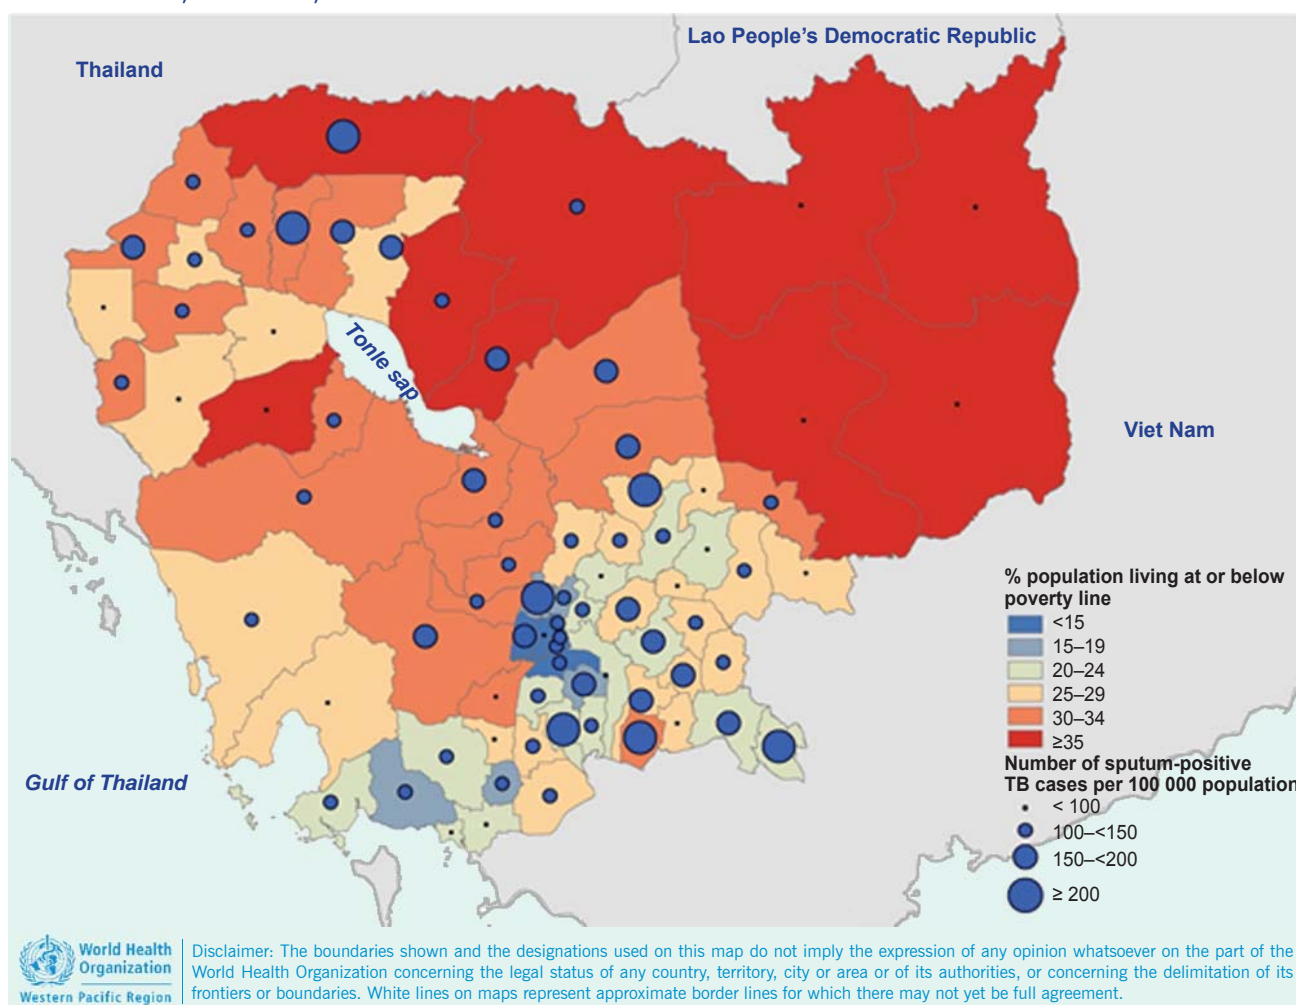 Lao People's Democratic Republic
Thailand
Tonle sap
Viet Nam
Gulf of Thailand
% population living at or below
poverty line
<15
15–19
20–24
25–29
30–34
≥35
Number of sputum-positive
TB cases per 100 000 population
< 100
100–<150
150–<200
≥ 200
World Health
Organization
Western Pacific Region
Disclaimer: The boundaries shown and the designations used on this map do not imply the expression of any opinion whatsoever on the part of the
World Health Organization concerning the legal status of any country, territory, city or area or of its authorities, or concerning the delimitation of its
frontiers or boundaries. White lines on maps represent approximate border lines for which there may not yet be full agreement.